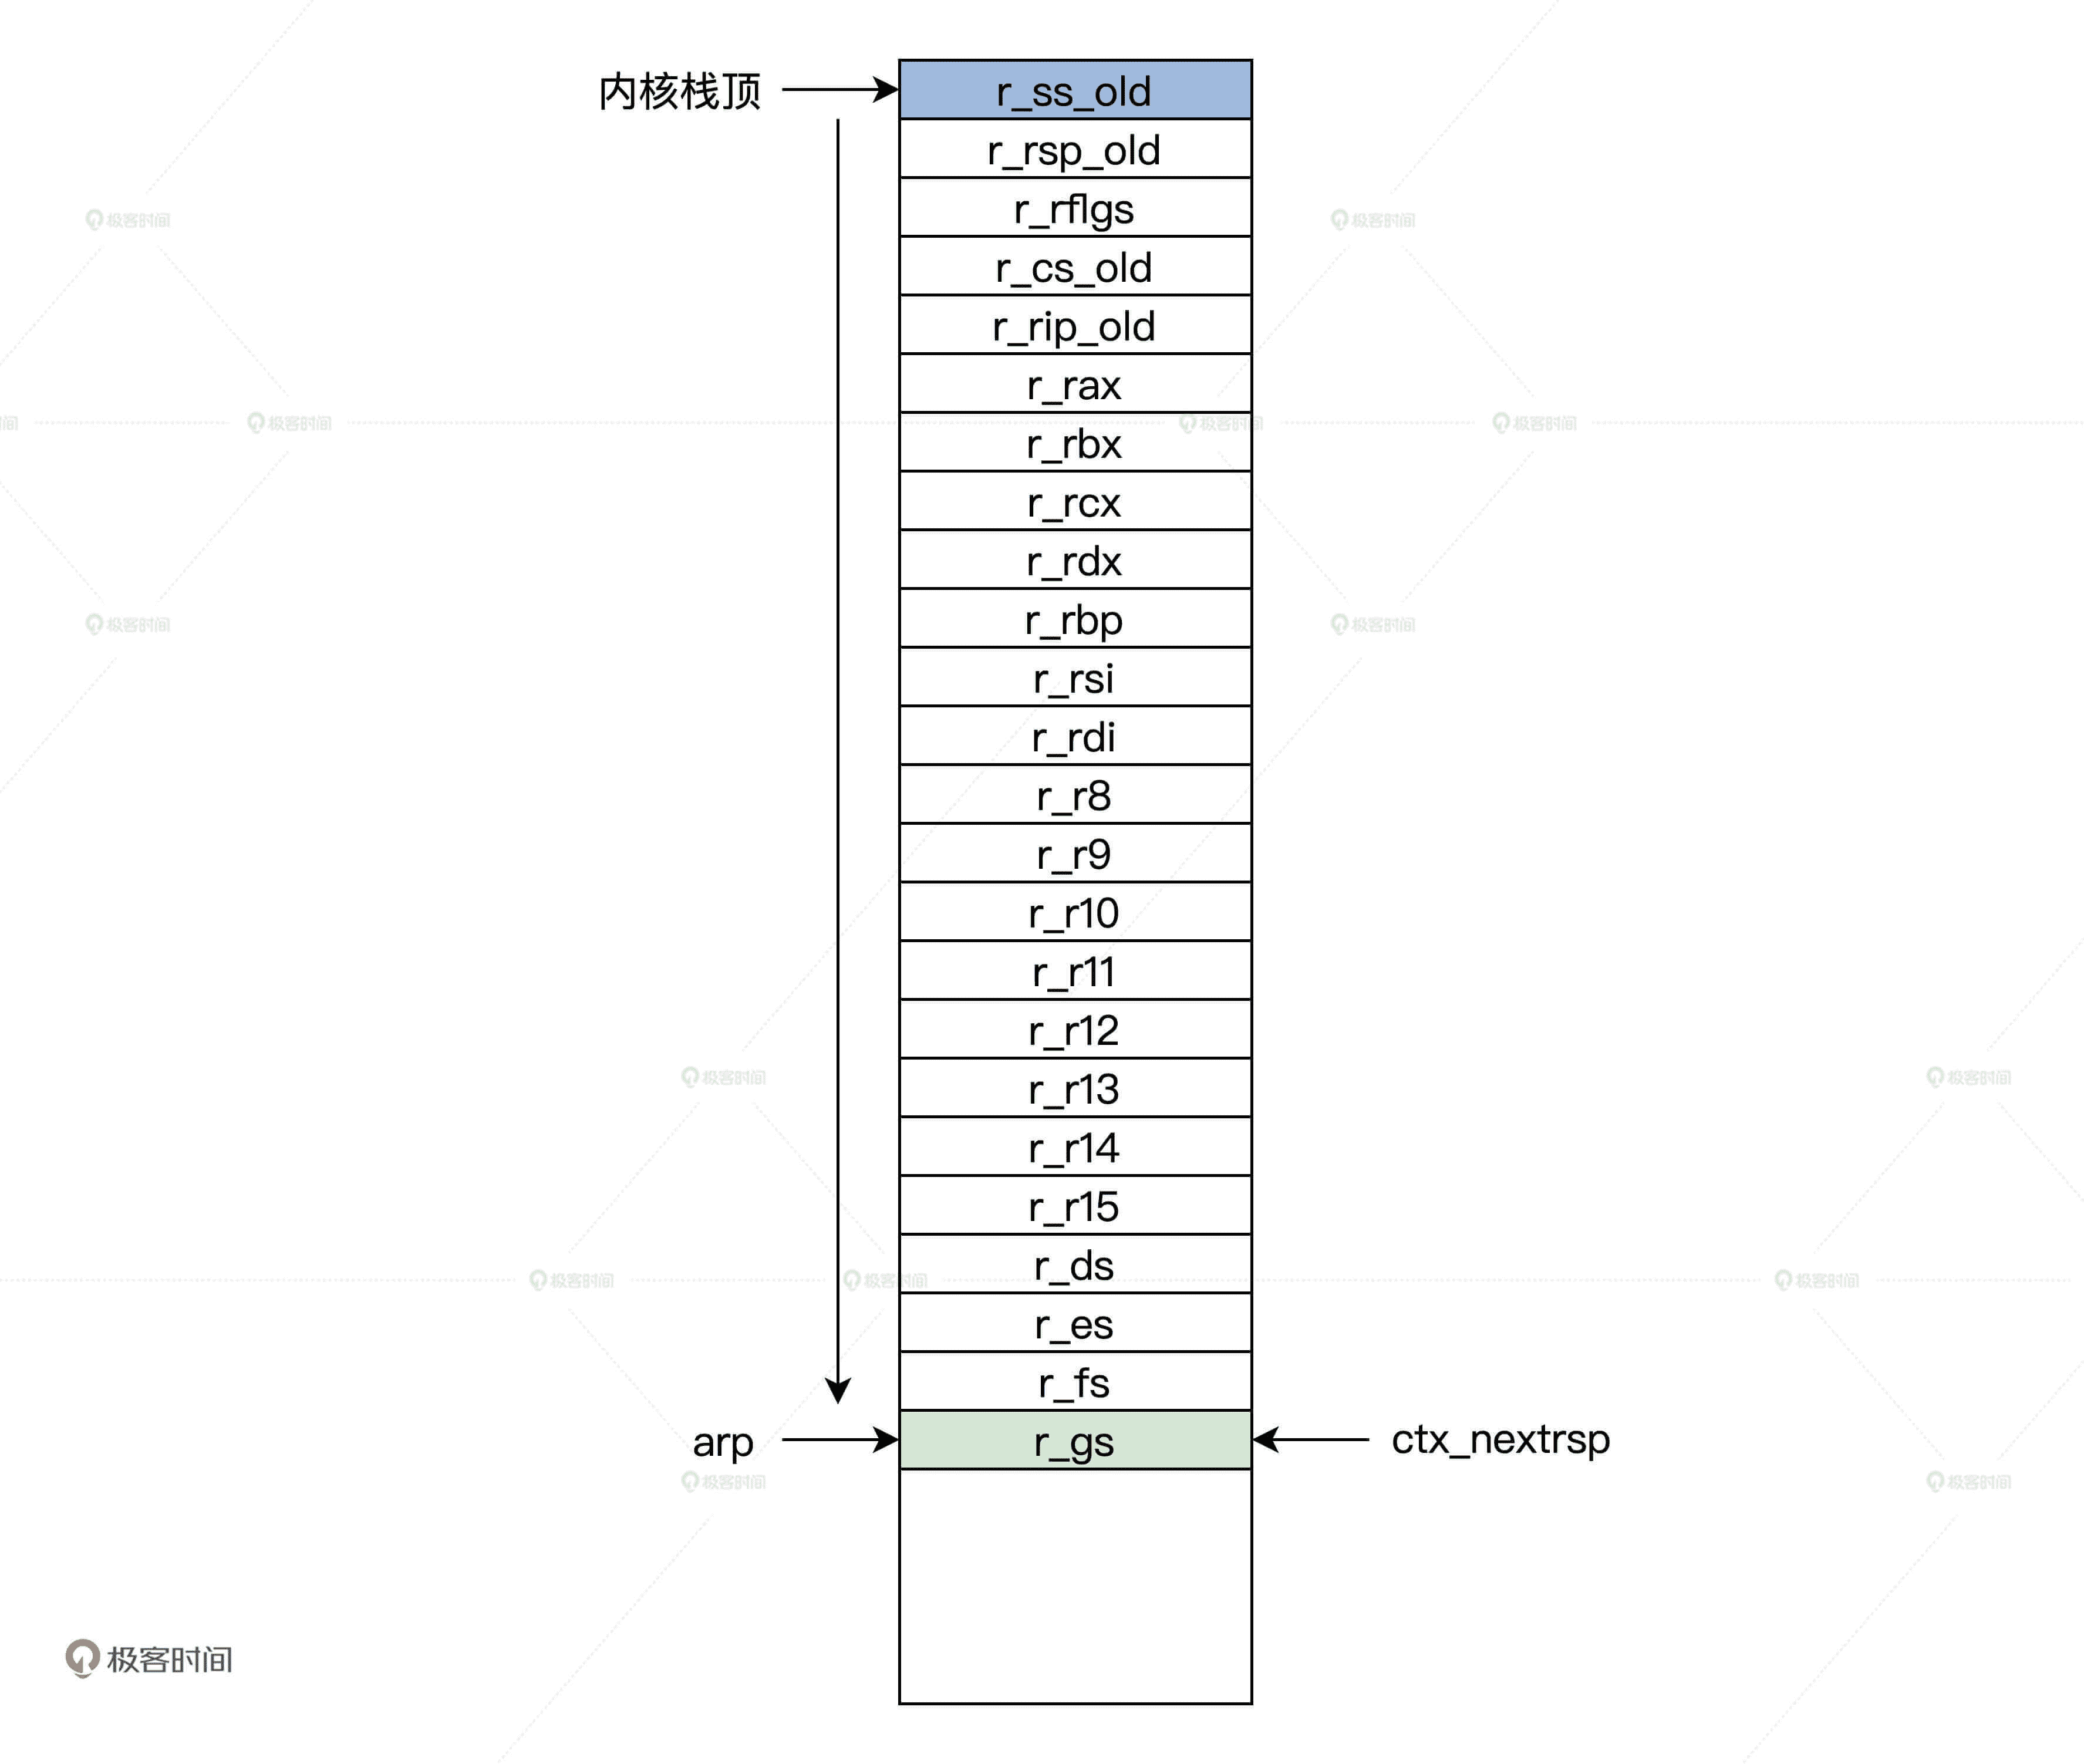 内核栈顶
r_ss_old
r_rsp_old
r_rflgs
r_cs_old
r_rip_old
r_rax
r_rbx
r_rcx
r_rdx
r_rbp
r_rsi
r_rdi
r_r8
r_r9
r_r10
r_r11
r_r12
r_r13
r_r14
r_r15
r_ds
r_es
r_fs
arp
r_gs
ctx_nextrsp
极客时间